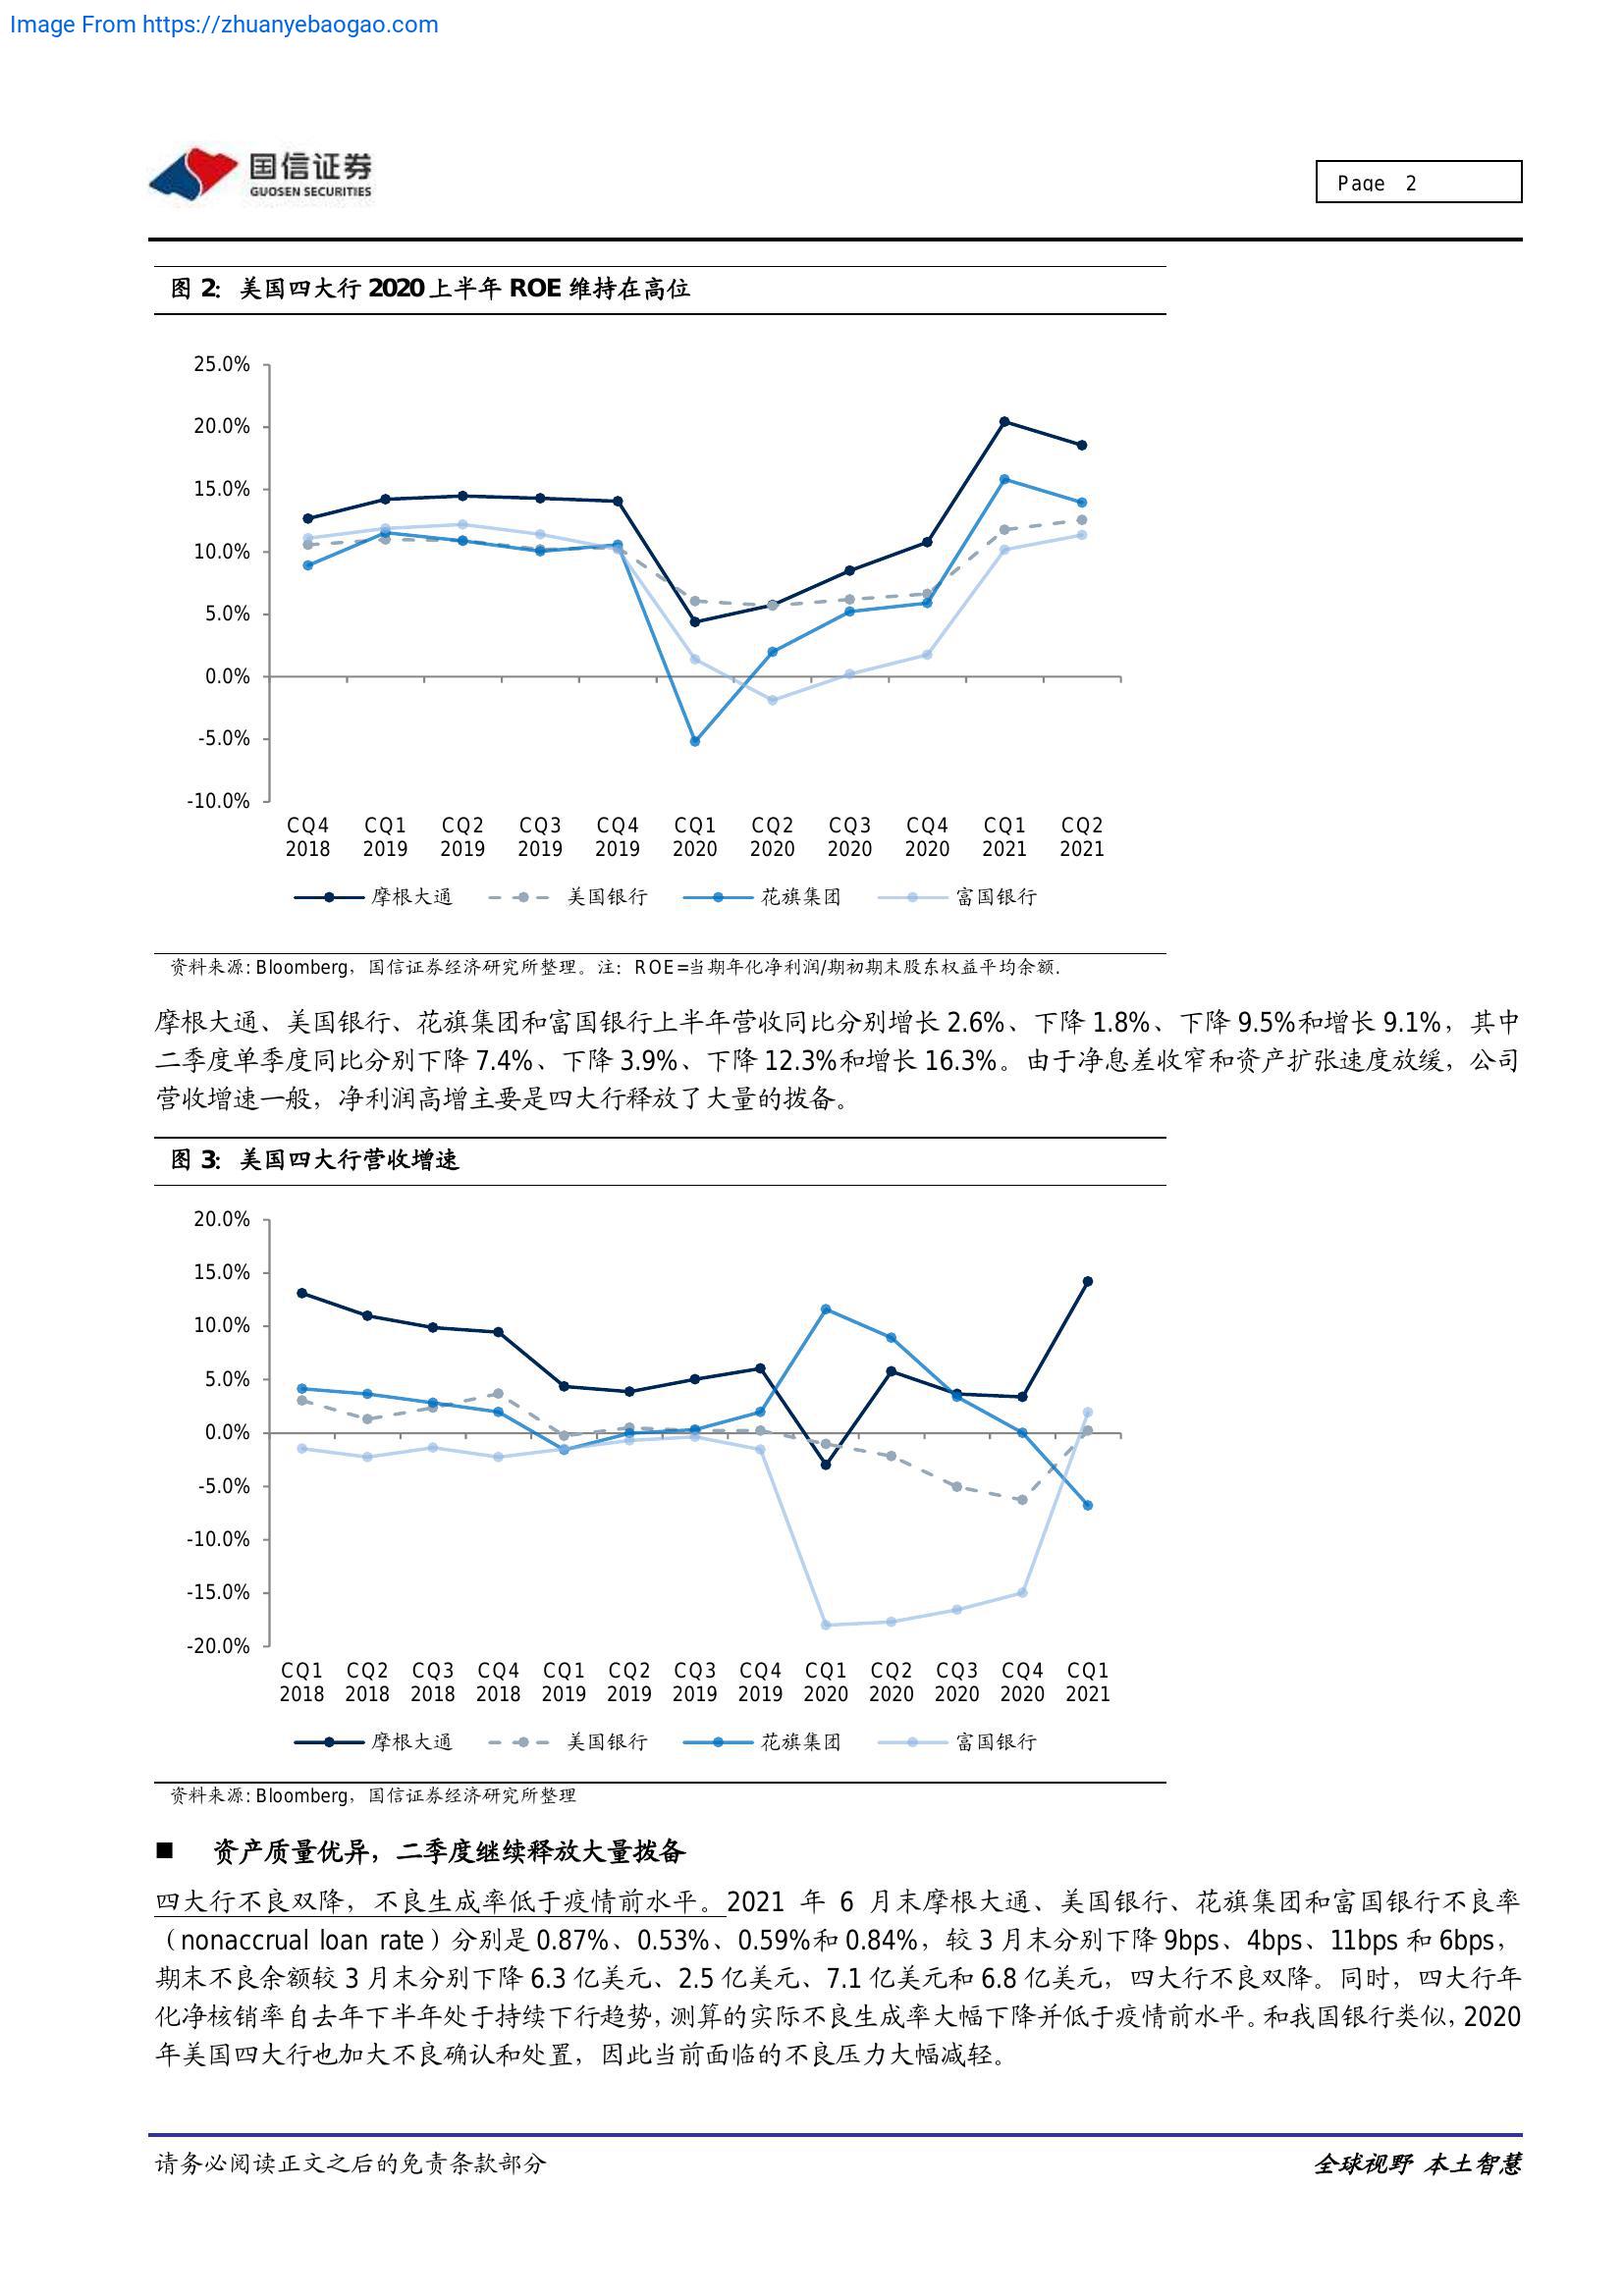 Image From https://zhuanyebaogao.com
国信证券
GUOSEN SECURITIES
Page 2
图 2：美国四大行 2020 上半年 ROE 维持在高位
25.0%
20.0%
15.0%
10.0%
5.0%
0.0%
-5.0%
-10.0%
CQ4 CQ1 CQ2 CQ3 CQ4 CQ1 CQ2 CQ3 CQ4 CQ1 CQ2
2018 2019 2019 2019 2019 2020 2020 2020 2020 2021 2021
摩根大通 美国银行 花旗集团 富国银行
资料来源: Bloomberg，国信证券经济研究所整理。注：ROE=当期年化净利润/期初期末股东权益平均余额.
摩根大通、美国银行、花旗集团和富国银行上半年营收同比分别增长 2.6%、下降 1.8%、下降 9.5%和增长 9.1%，其中
二季度单季度同比分别下降 7.4%、下降 3.9%、下降 12.3%和增长 16.3%。由于净息差收窄和资产扩张速度放缓，公司
营收增速一般，净利润高增主要是四大行释放了大量的拨备。
图 3：美国四大行营收增速
20.0%
15.0%
10.0%
5.0%
0.0%
-5.0%
-10.0%
-15.0%
-20.0%
CQ1 CQ2 CQ3 CQ4 CQ1 CQ2 CQ3 CQ4 CQ1 CQ2 CQ3 CQ4 CQ1
2018 2018 2018 2018 2019 2019 2019 2019 2020 2020 2020 2020 2021
摩根大通 美国银行 花旗集团 富国银行
资料来源: Bloomberg，国信证券经济研究所整理
■ 资产质量优异，二季度继续释放大量拨备
四大行不良双降，不良生成率低于疫情前水平。2021 年 6 月末摩根大通、美国银行、花旗集团和富国银行不良率
（nonaccrual loan rate）分别是 0.87%、0.53%、0.59%和 0.84%，较 3 月末分别下降 9bps、4bps、11bps 和 6bps，
期末不良余额较 3 月末分别下降 6.3 亿美元、2.5 亿美元、7.1 亿美元和 6.8 亿美元，四大行不良双降。同时，四大行年
化净核销率自去年下半年处于持续下行趋势，测算的实际不良生成率大幅下降并低于疫情前水平。和我国银行类似，2020
年美国四大行也加大不良确认和处置，因此当前面临的不良压力大幅减轻。
请务必阅读正文之后的免责条款部分
全球视野 本土智慧